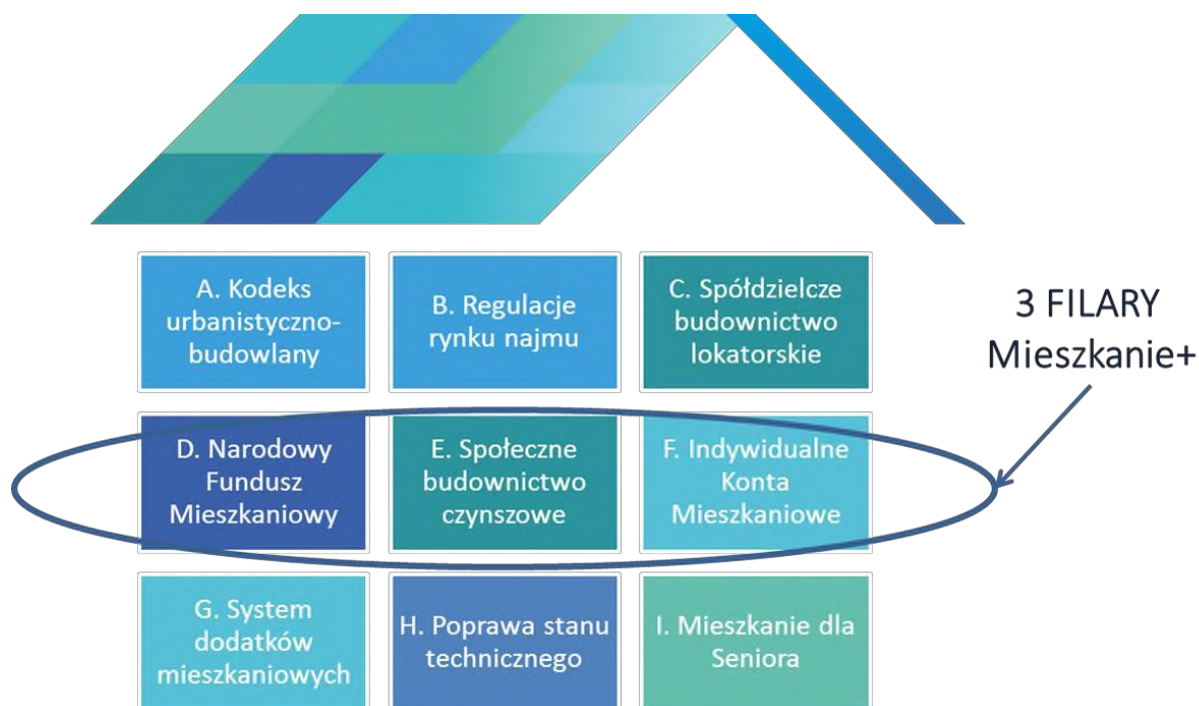 A. Kodeks
urbanistyczno-
budowlany
B. Regulacje
rynku najmu
C. Spółdzielcze
budownictwo
lokatorskie
3 FILARY
Mieszkanie+
D. Narodowy
Fundusz
Mieszkaniowy
E. Społeczne
budownictwo
czynszowe
F. Indywidualne
Konta
Mieszkaniowe
G. System
dodatków
mieszkaniowych
H. Poprawa stanu
technicznego
I. Mieszkanie dla
Seniora